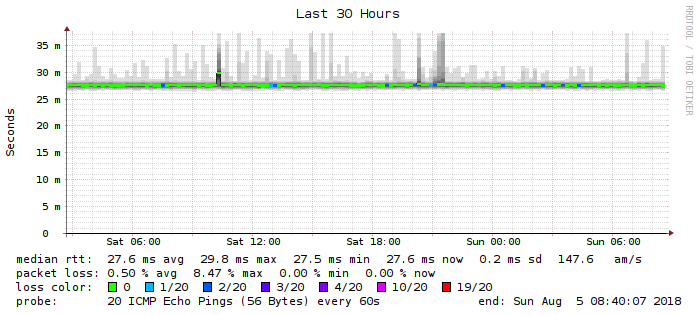 Last 30 Hours
RRDTOOL / TOBI OETIKER
Seconds
35 m
30 m
25 m
20 m
15 m
10 m
5 m
0
Sat 06:00 Sat 12:00 Sat 18:00 Sun 00:00 Sun 06:00
median rtt: 27.6 ms avg 29.8 ms max 27.5 ms min 27.6 ms now 0.2 ms sd 147.6 am/s
packet loss: 0.50 % avg 8.47 % max 0.00 % min 0.00 % now
loss color: 0 1/20 2/20 3/20 4/20 10/20 19/20
probe: 20 ICMP Echo Pings (56 Bytes) every 60s end: Sun Aug 5 08:40:07 2018